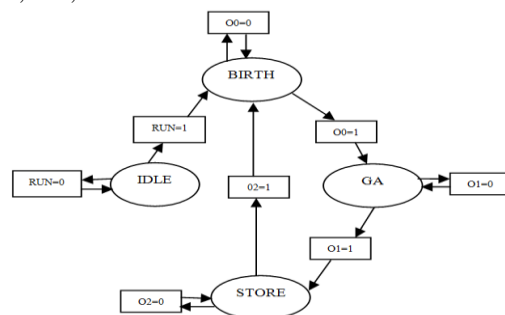 O0=0
BIRTH
RUN=1
O0=1
RUN=0
IDLE
02=1
GA
O1=0
O1=1
O2=0
STORE